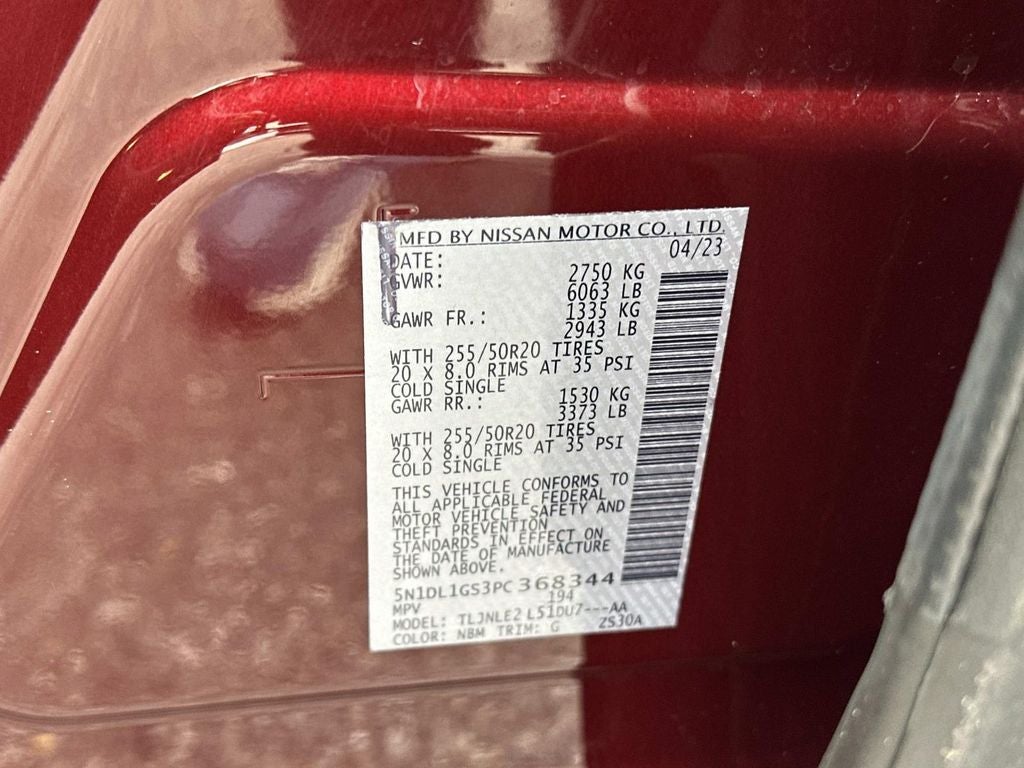 MFD BY NISSAN MOTOR CO., LTD.
DATE: 04/23
GVWR: 2750 KG
6063 LB
GAWR FR.: 1335 KG
2943 LB
WITH 255/50R20 TIRES
20 X 8.0 RIMS AT 35 PSI
COLD SINGLE
GAWR RR.: 1530 KG
3373 LB
WITH 255/50R20 TIRES
20 X 8.0 RIMS AT 35 PSI
COLD SINGLE
THIS VEHICLE CONFORMS TO
ALL APPLICABLE FEDERAL
MOTOR VEHICLE SAFETY AND
THEFT PREVENTION
STANDARDS IN EFFECT ON
THE DATE OF MANUFACTURE
SHOWN ABOVE.
5N1DL1GS3PC368344
MPV 194
MODEL: TLJNLE2 L51DU7---AA
COLOR: NBM TRIM: G ZS30A